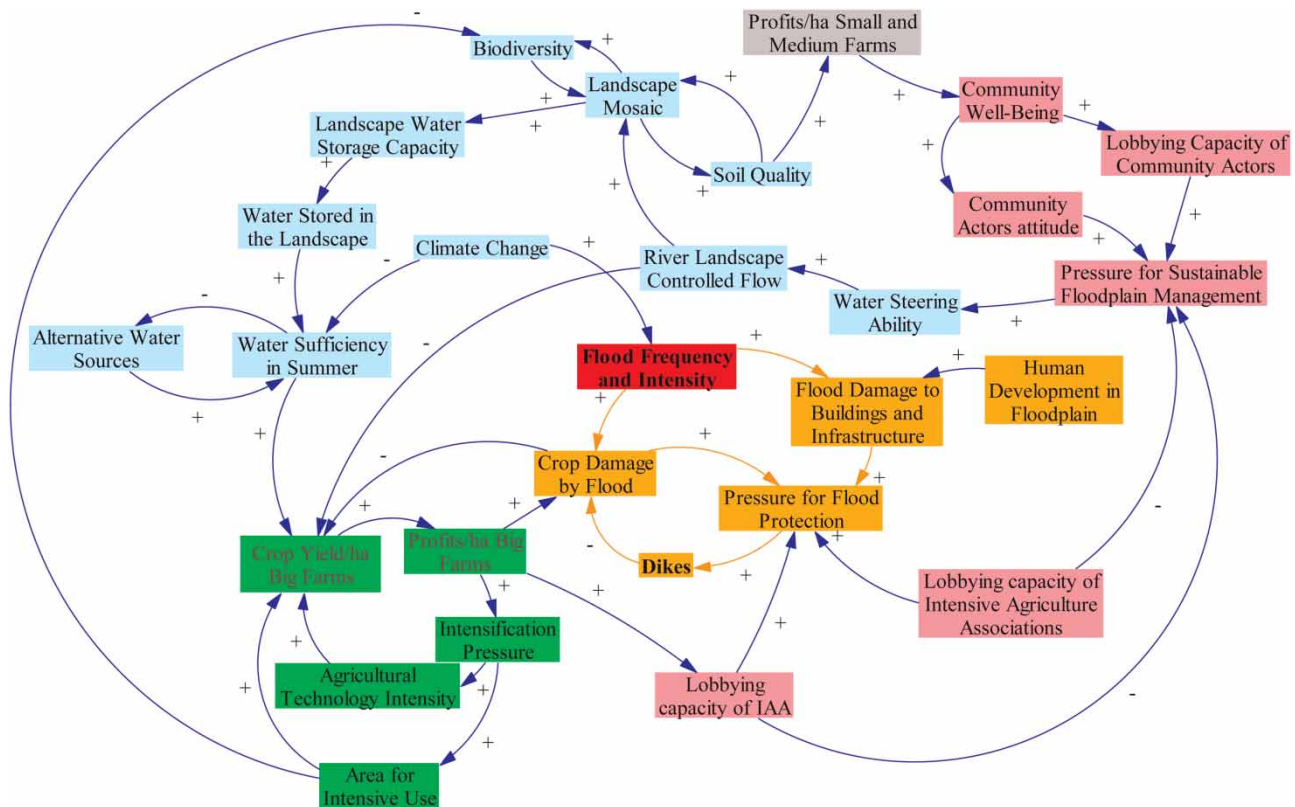 -
Profits/ha Small and
Medium Farms
+
Biodiversity
+
Landscape
Mosaic
+
+
Community
Well-Being
+
Landscape Water
Storage Capacity
+
+
+
Lobbying Capacity of
Community Actors
+
+
Soil Quality
+
+
Water Stored in
the Landscape
Community
Actors attitude
+
+
Climate Change
+
-
River Landscape
Controlled Flow
+
+
Pressure for Sustainable
Floodplain Management
Water Steering
Ability
+
-
Alternative Water
Sources
Water Sufficiency
in Summer
-
Flood Frequency
and Intensity
+
+
Human
Development in
Floodplain
Flood Damage to
Buildings and
Infrastructure
+
+
+
-
+
Crop Damage
by Flood
+
Pressure for Flood
Protection
-
+
+
Crop Yield/ha
Big Farms
Profits/ha Big
Farms
-
Dikes
+
+
Lobbying capacity of
Intensive Agriculture
Associations
+
Intensification
Pressure
+
+
Agricultural
Technology Intensity
+
+
Lobbying
capacity of IAA
-
+
Area for
Intensive Use